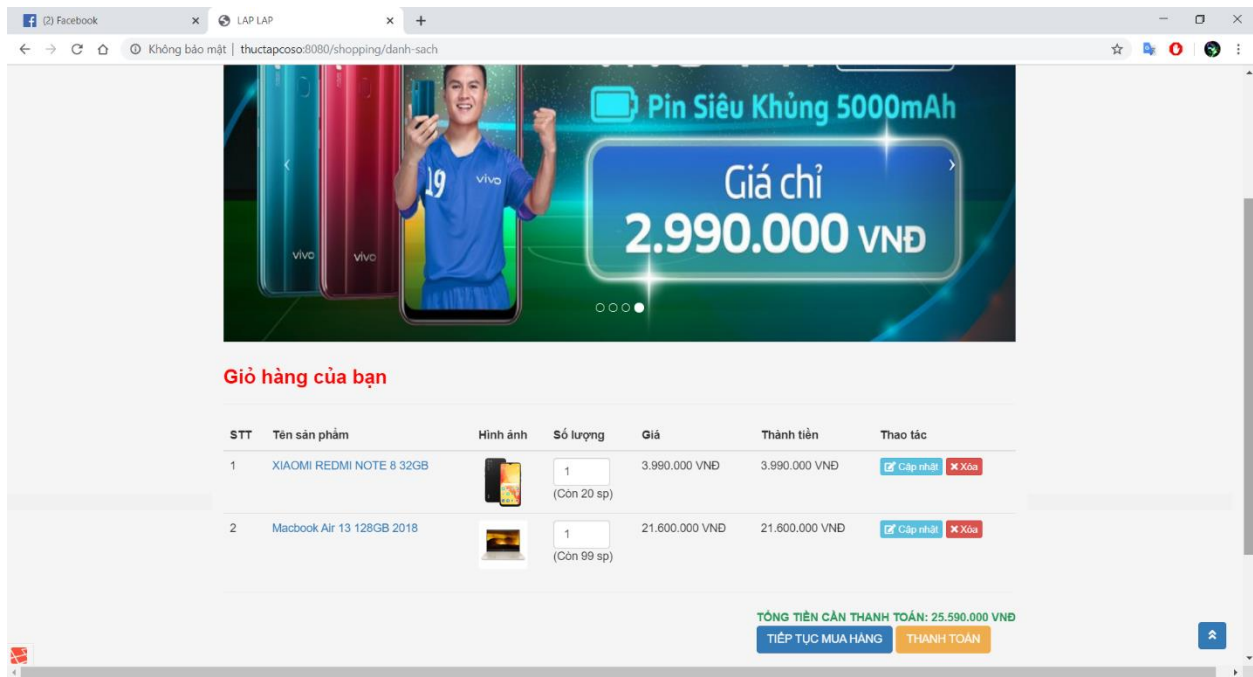 (2) Facebook
LAP LAP
Không bảo mật | thuctapcoso:8080/shopping/danh-sach
Pin Siêu Khủng 5000mAh
Giá chỉ
2.990.000 VNĐ
19 vivo
vivo vivo
Giỏ hàng của bạn
STT Tên sản phẩm Hình ảnh Số lượng Giá Thành tiền Thao tác
1 XIAOMI REDMI NOTE 8 32GB 1 3.990.000 VNĐ 3.990.000 VNĐ Cập nhật Xóa
(Còn 20 sp)
2 Macbook Air 13 128GB 2018 1 21.600.000 VNĐ 21.600.000 VNĐ Cập nhật Xóa
(Còn 99 sp)
TỔNG TIỀN CẦN THANH TOÁN: 25.590.000 VNĐ
TIẾP TỤC MUA HÀNG THANH TOÁN